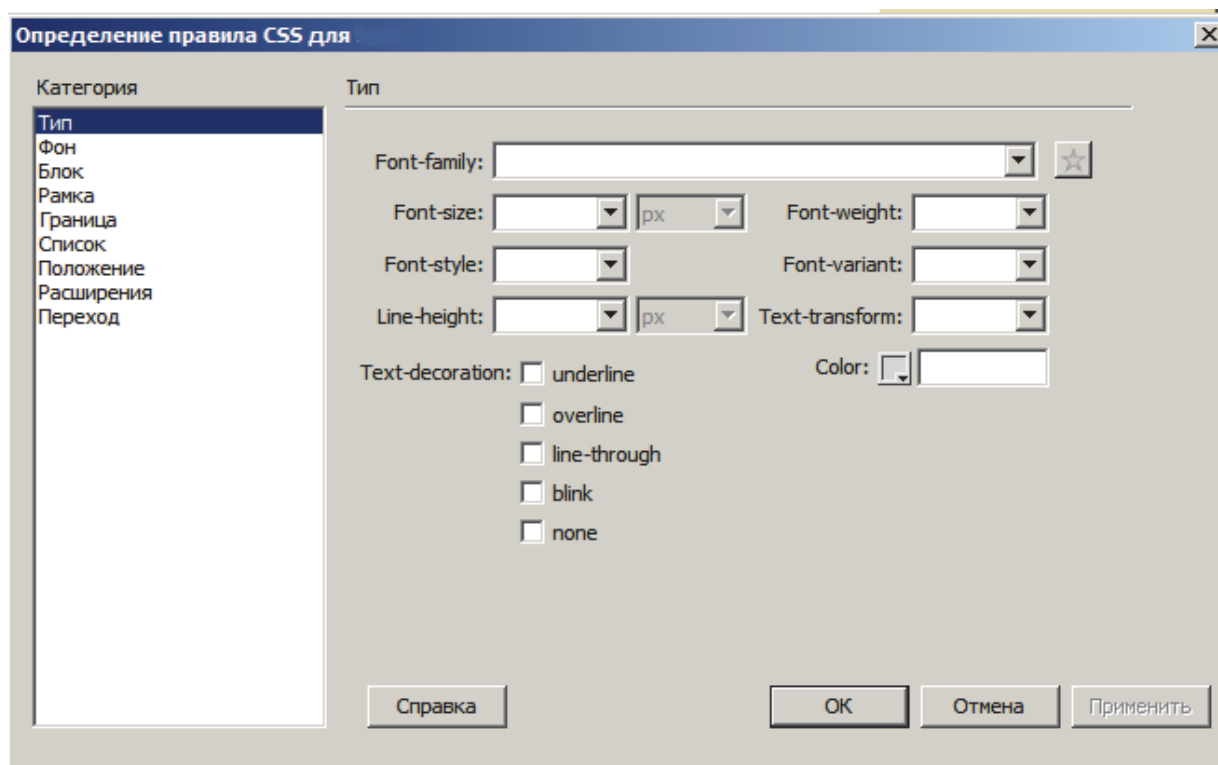 Определение правила CSS для
Категория
Тип
Фон
Блок
Рамка
Граница
Список
Положение
Расширения
Переход
Тип
Font-family:
Font-size: px Font-weight:
Font-style: Font-variant:
Line-height: px Text-transform:
Text-decoration: underline Color:
overline
line-through
blink
none
Справка ОК Отмена Применить